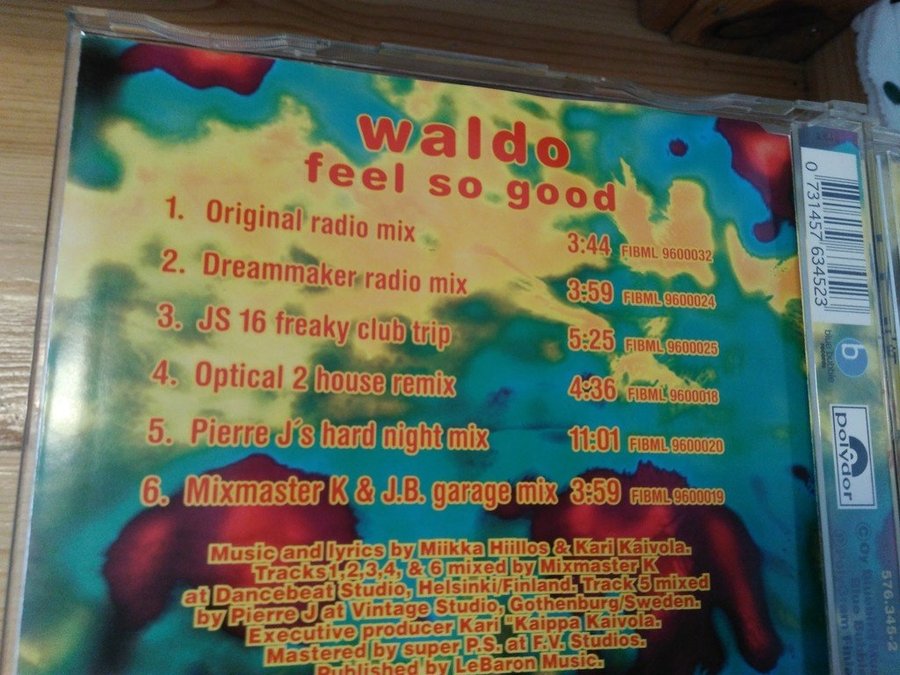 waldo
feel so good
1. Original radio mix 3:44 FIBML 9600032
2. Dreammaker radio mix 3:59 FIBML 9600024
3. JS 16 freaky club trip 5:25 FIBML 9600025
4. Optical 2 house remix 4:36 FIBML 9600018
5. Pierre J´s hard night mix 11:01 FIBML 9600020
6. Mixmaster K & J.B. garage mix 3:59 FIBML 9600019
Music and lyrics by Miikka Hiillos & Kari Kaivola.
Tracks1,2,3,4, & 6 mixed by Mixmaster K
at Dancebeat Studio, Helsinki/Finland. Track 5 mixed
by Pierre J at Vintage Studio, Gothenburg/Sweden.
Executive producer Kari "Kaippa Kaivola.
Mastered by super P.S. at F.V. Studios.
Published by LeBaron Music.
0 731457 634523
b
polydor
576.345-2